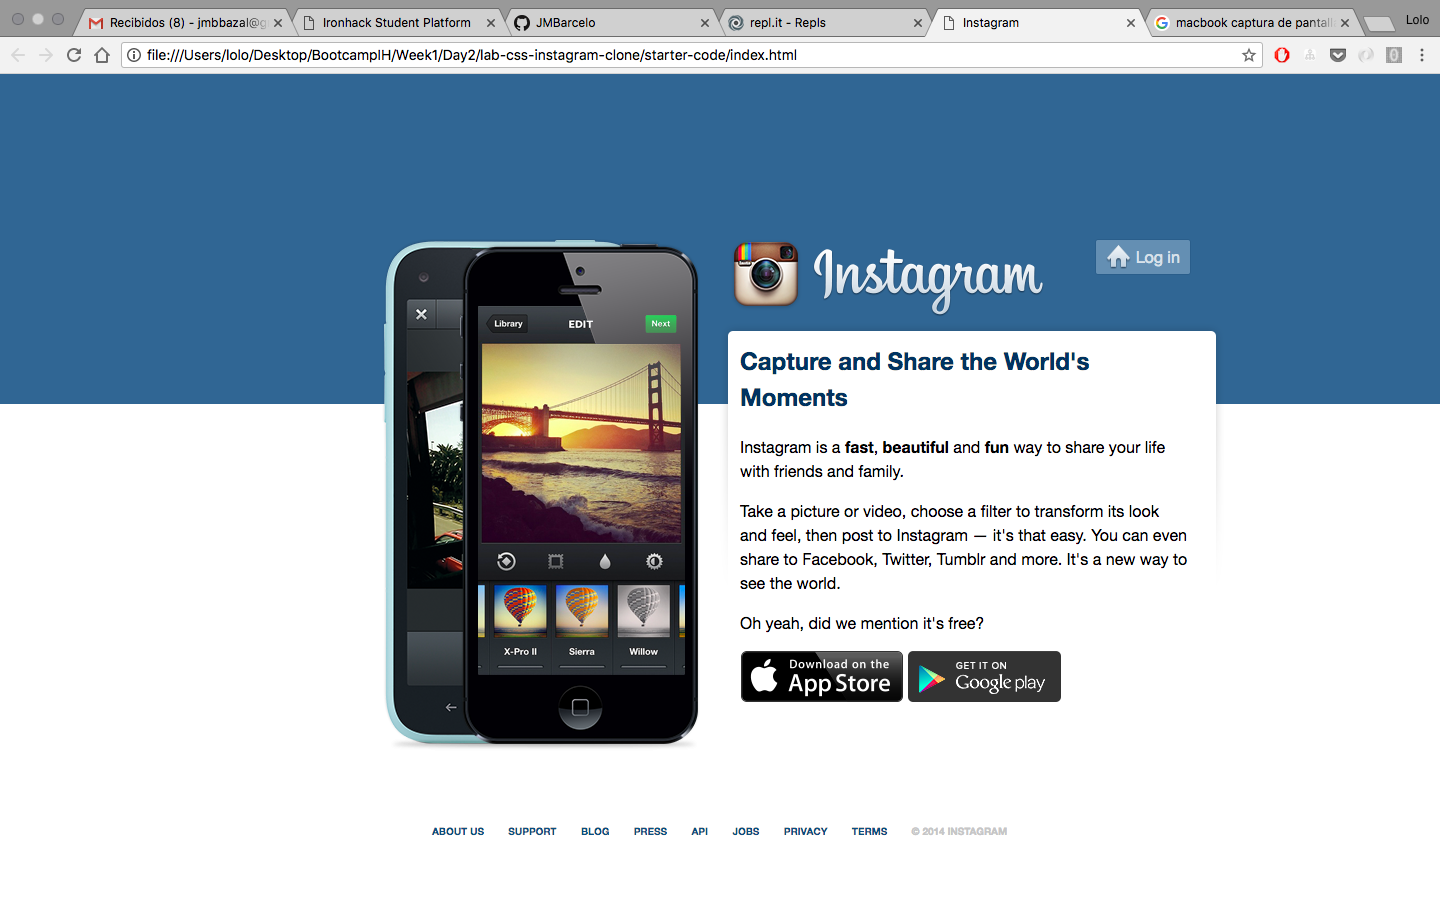 Recibidos (8) - jmbbazal@g
Ironhack Student Platform
JMBarcelo
repl.it - Repls
Instagram
macbook captura de pantal
Lolo
file:///Users/lolo/Desktop/BootcampIH/Week1/Day2/lab-css-instagram-clone/starter-code/index.html
Instagram
Log in
Library
EDIT
Next
Capture and Share the World's
Moments
Instagram is a fast, beautiful and fun way to share your life
with friends and family.
Take a picture or video, choose a filter to transform its look
and feel, then post to Instagram — it's that easy. You can even
share to Facebook, Twitter, Tumblr and more. It's a new way to
see the world.
Oh yeah, did we mention it's free?
X-Pro II
Sierra
Willow
Download on the
App Store
GET IT ON
Google play
ABOUT US
SUPPORT
BLOG
PRESS
API
JOBS
PRIVACY
TERMS
© 2014 INSTAGRAM